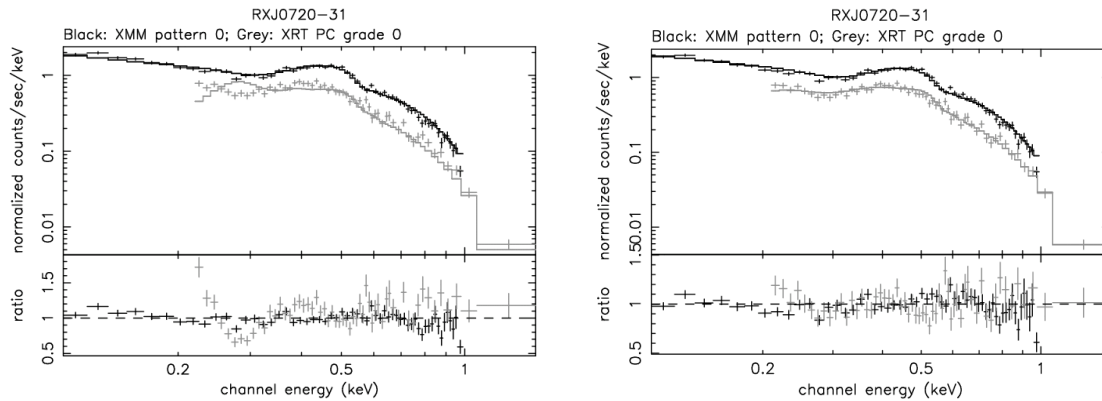 RXJ0720−31
Black: XMM pattern 0; Grey: XRT PC grade 0
normalized counts/sec/keV
1
0.1
0.01
ratio
1.5
1
0.5
0.2
0.5
1
channel energy (keV)
RXJ0720−31
Black: XMM pattern 0; Grey: XRT PC grade 0
normalized counts/sec/keV
1
0.1
1.50.01
ratio
1
0.5
0.2
0.5
1
channel energy (keV)